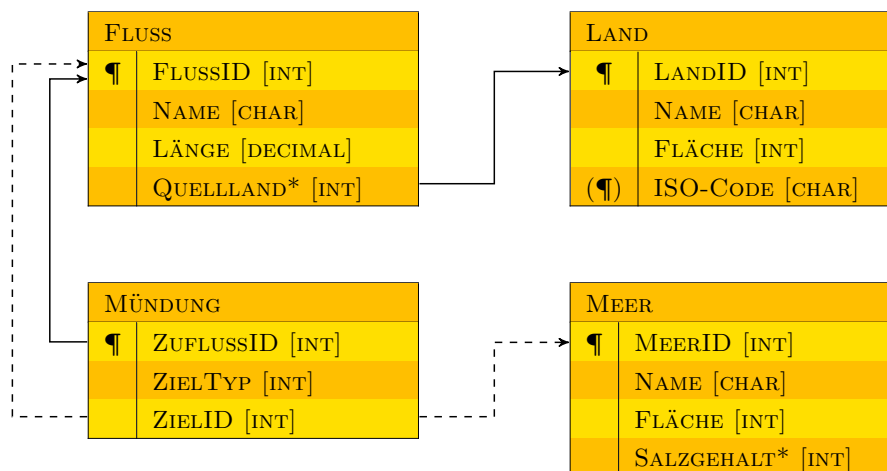 Fluss
¶ FlussID [int]
Name [char]
Länge [decimal]
Quellland* [int]
Land
¶ LandID [int]
Name [char]
Fläche [int]
(¶) ISO-Code [char]
Mündung
¶ ZuflussID [int]
ZielTyp [int]
ZielID [int]
Meer
¶ MeerID [int]
Name [char]
Fläche [int]
Salzgehalt* [int]